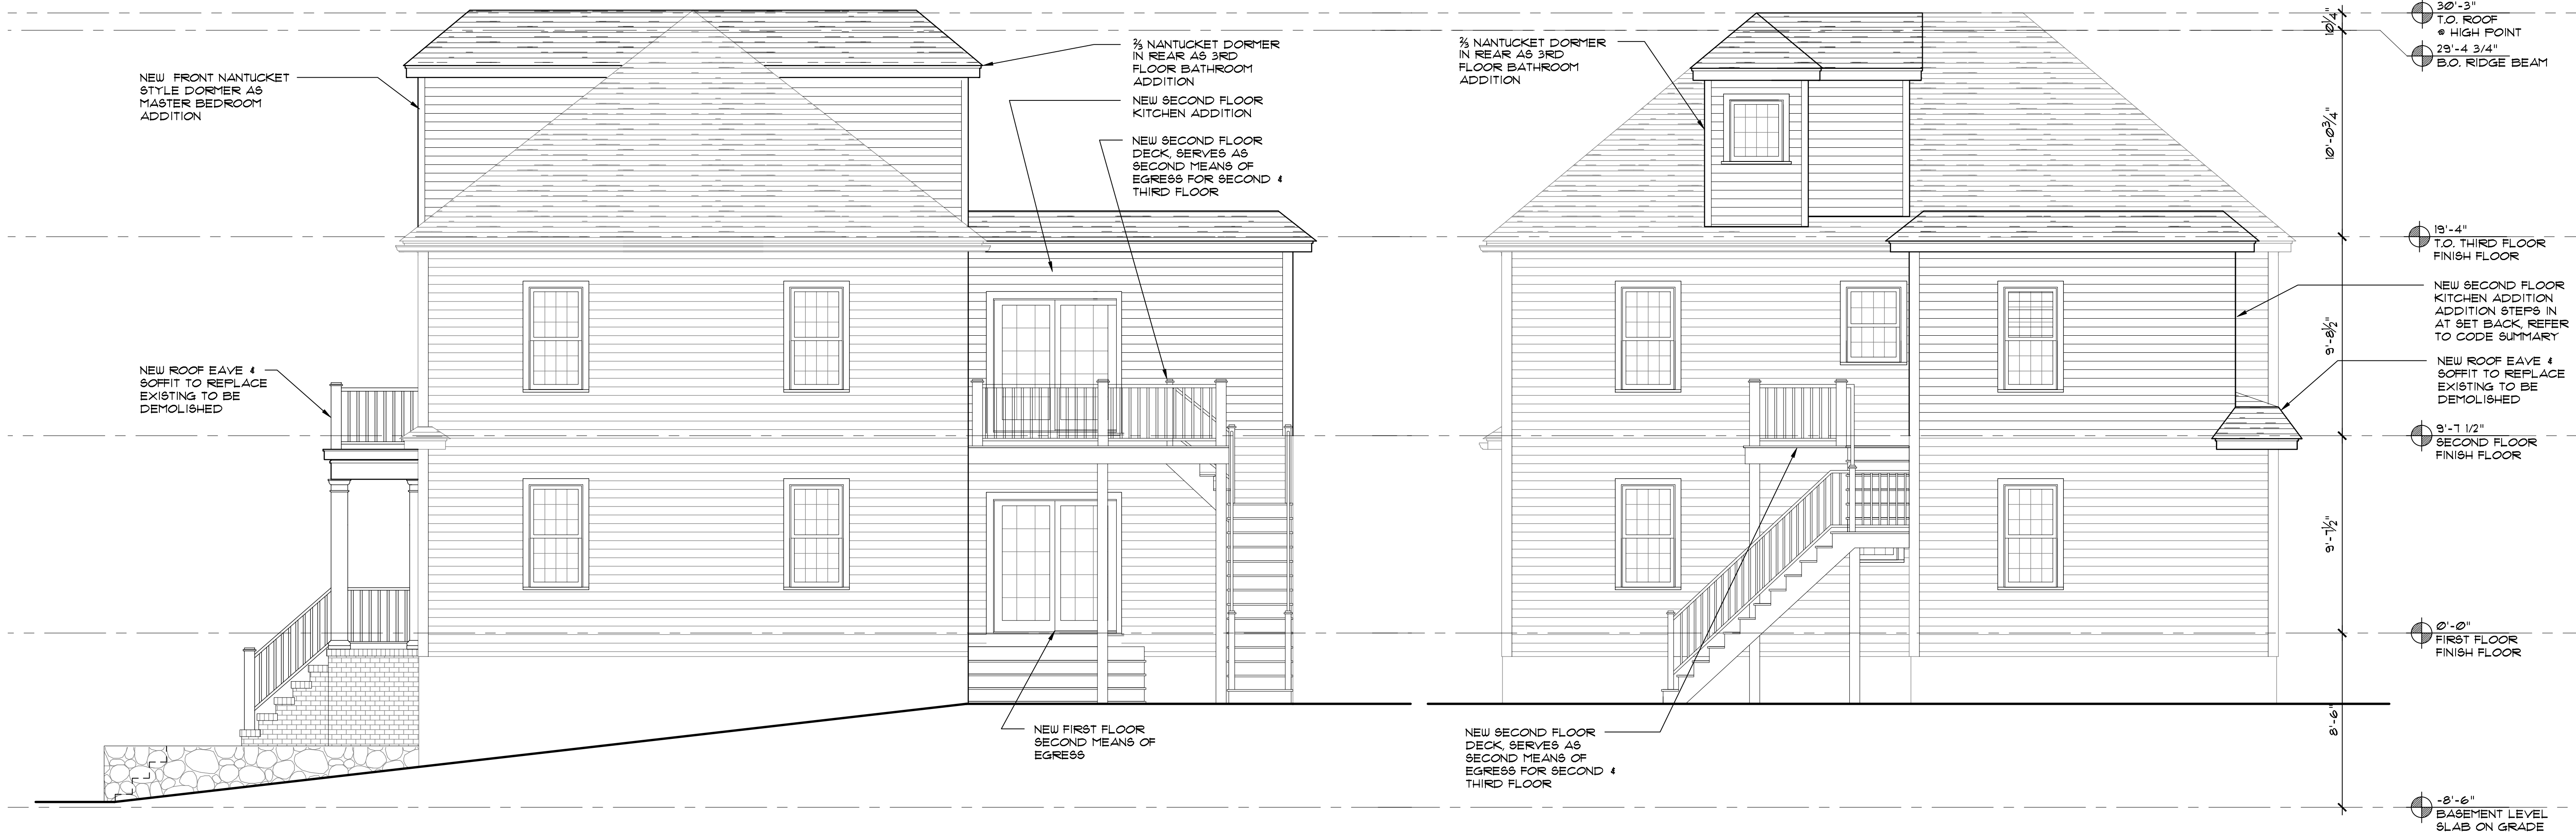 NEW FRONT NANTUCKET
STYLE DORMER AS
MASTER BEDROOM
ADDITION
NEW ROOF EAVE &
SOFFIT TO REPLACE
EXISTING TO BE
DEMOLISHED
⅔ NANTUCKET DORMER
IN REAR AS 3RD
FLOOR BATHROOM
ADDITION
NEW SECOND FLOOR
KITCHEN ADDITION
NEW SECOND FLOOR
DECK, SERVES AS
SECOND MEANS OF
EGRESS FOR SECOND &
THIRD FLOOR
NEW FIRST FLOOR
SECOND MEANS OF
EGRESS
⅔ NANTUCKET DORMER
IN REAR AS 3RD
FLOOR BATHROOM
ADDITION
NEW SECOND FLOOR
DECK, SERVES AS
SECOND MEANS OF
EGRESS FOR SECOND &
THIRD FLOOR
10¼"
10'-0¾"
9'-8½"
9'-7½"
8'-6"
30'-3"
T.O. ROOF
@ HIGH POINT
29'-4 3/4"
B.O. RIDGE BEAM
19'-4"
T.O. THIRD FLOOR
FINISH FLOOR
NEW SECOND FLOOR
KITCHEN ADDITION
ADDITION STEPS IN
AT SET BACK, REFER
TO CODE SUMMARY
NEW ROOF EAVE &
SOFFIT TO REPLACE
EXISTING TO BE
DEMOLISHED
9'-7 1/2"
SECOND FLOOR
FINISH FLOOR
0'-0"
FIRST FLOOR
FINISH FLOOR
-8'-6"
BASEMENT LEVEL
SLAB ON GRADE